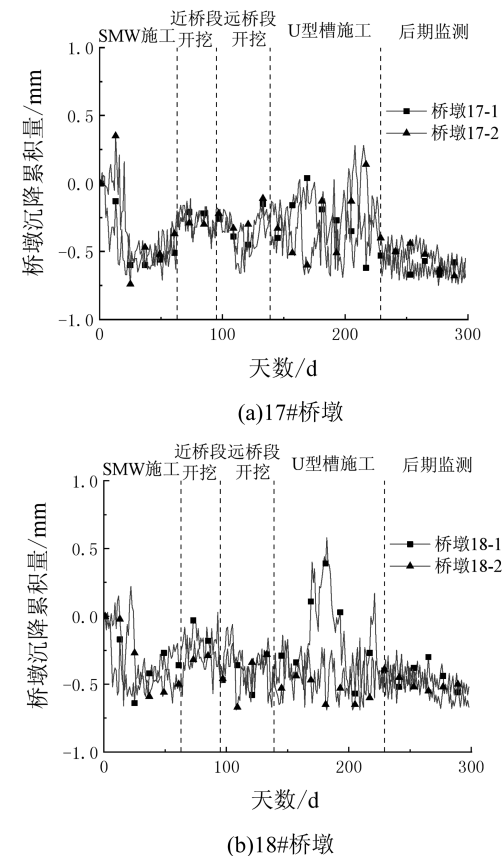 近桥段 远桥段
SMW施工 开挖 开挖 U型槽施工 后期监测
1.0
0.5
0.0
-0.5
-1.0
桥墩沉降累积量/mm
桥墩17-1
桥墩17-2
0 100 200 300
天数/d
(a)17#桥墩
近桥段 远桥段
SMW施工 开挖 开挖 U型槽施工 后期监测
1.0
0.5
0.0
-0.5
-1.0
桥墩沉降累积量/mm
桥墩18-1
桥墩18-2
0 100 200 300
天数/d
(b)18#桥墩